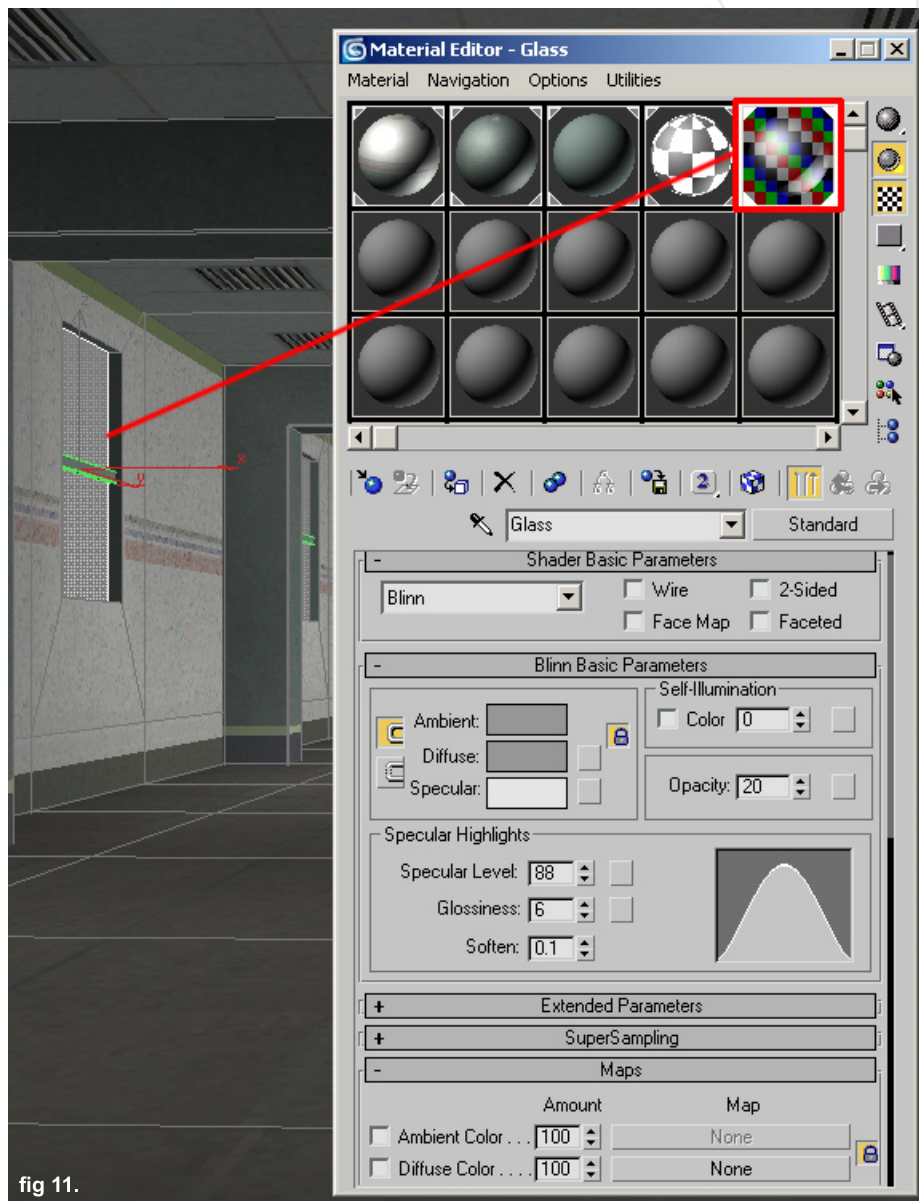 Material Editor - Glass
Material Navigation Options Utilities
Glass Standard
Shader Basic Parameters
Blinn Wire 2-Sided
Face Map Faceted
Blinn Basic Parameters
Self-Illumination
Ambient: Color 0
Diffuse:
Specular: Opacity: 20
Specular Highlights
Specular Level: 88
Glossiness: 6
Soften: 0.1
+ Extended Parameters
+ SuperSampling
- Maps
Amount Map
Ambient Color . . . 100 None
Diffuse Color . . . . 100 None
z
x
y
fig 11.